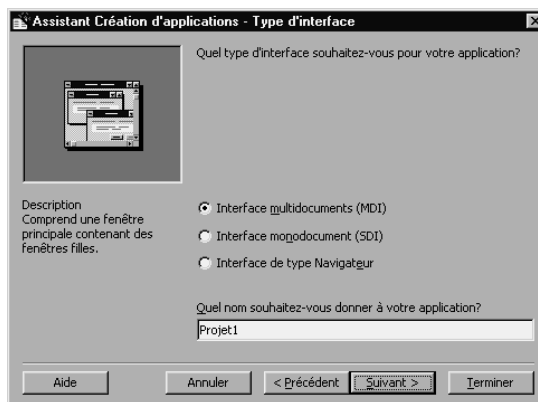 Assistant Création d'applications - Type d'interface
Quel type d'interface souhaitez-vous pour votre application?
Description
Comprend une fenêtre
principale contenant des
fenêtres filles.
Interface multidocuments (MDI)
Interface monodocument (SDI)
Interface de type Navigateur
Quel nom souhaitez-vous donner à votre application?
Projet1
Aide Annuler < Précédent Suivant > Terminer